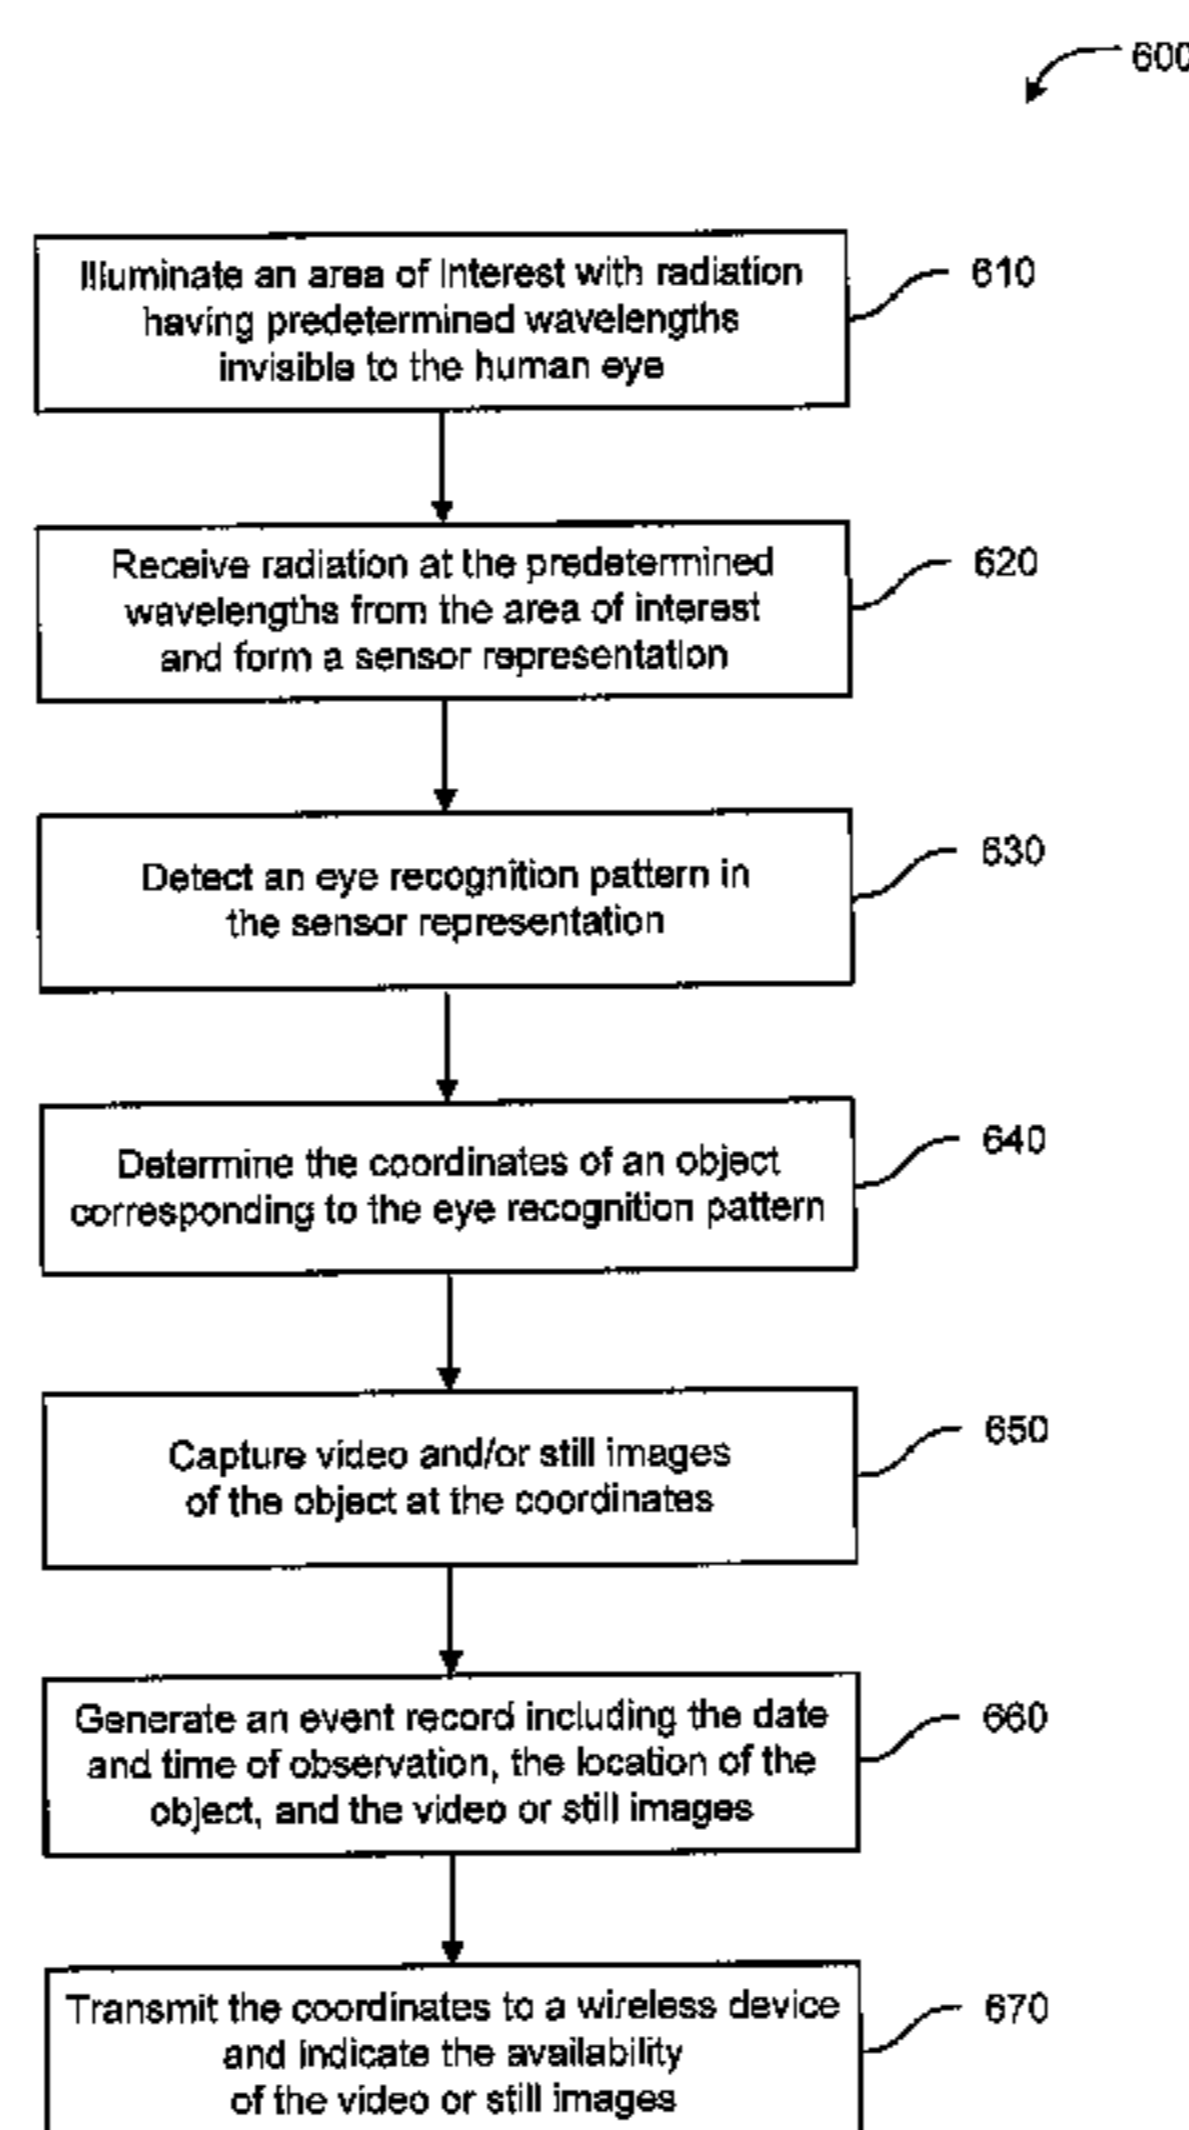 600
Illuminate an area of interest with radiation
having predetermined wavelengths
invisible to the human eye
610
Receive radiation at the predetermined
wavelengths from the area of interest
and form a sensor representation
620
Detect an eye recognition pattern in
the sensor representation
630
Determine the coordinates of an object
corresponding to the eye recognition pattern
640
Capture video and/or still images
of the object at the coordinates
650
Generate an event record including the date
and time of observation, the location of the
object, and the video or still images
660
Transmit the coordinates to a wireless device
and indicate the availability
of the video or still images
670